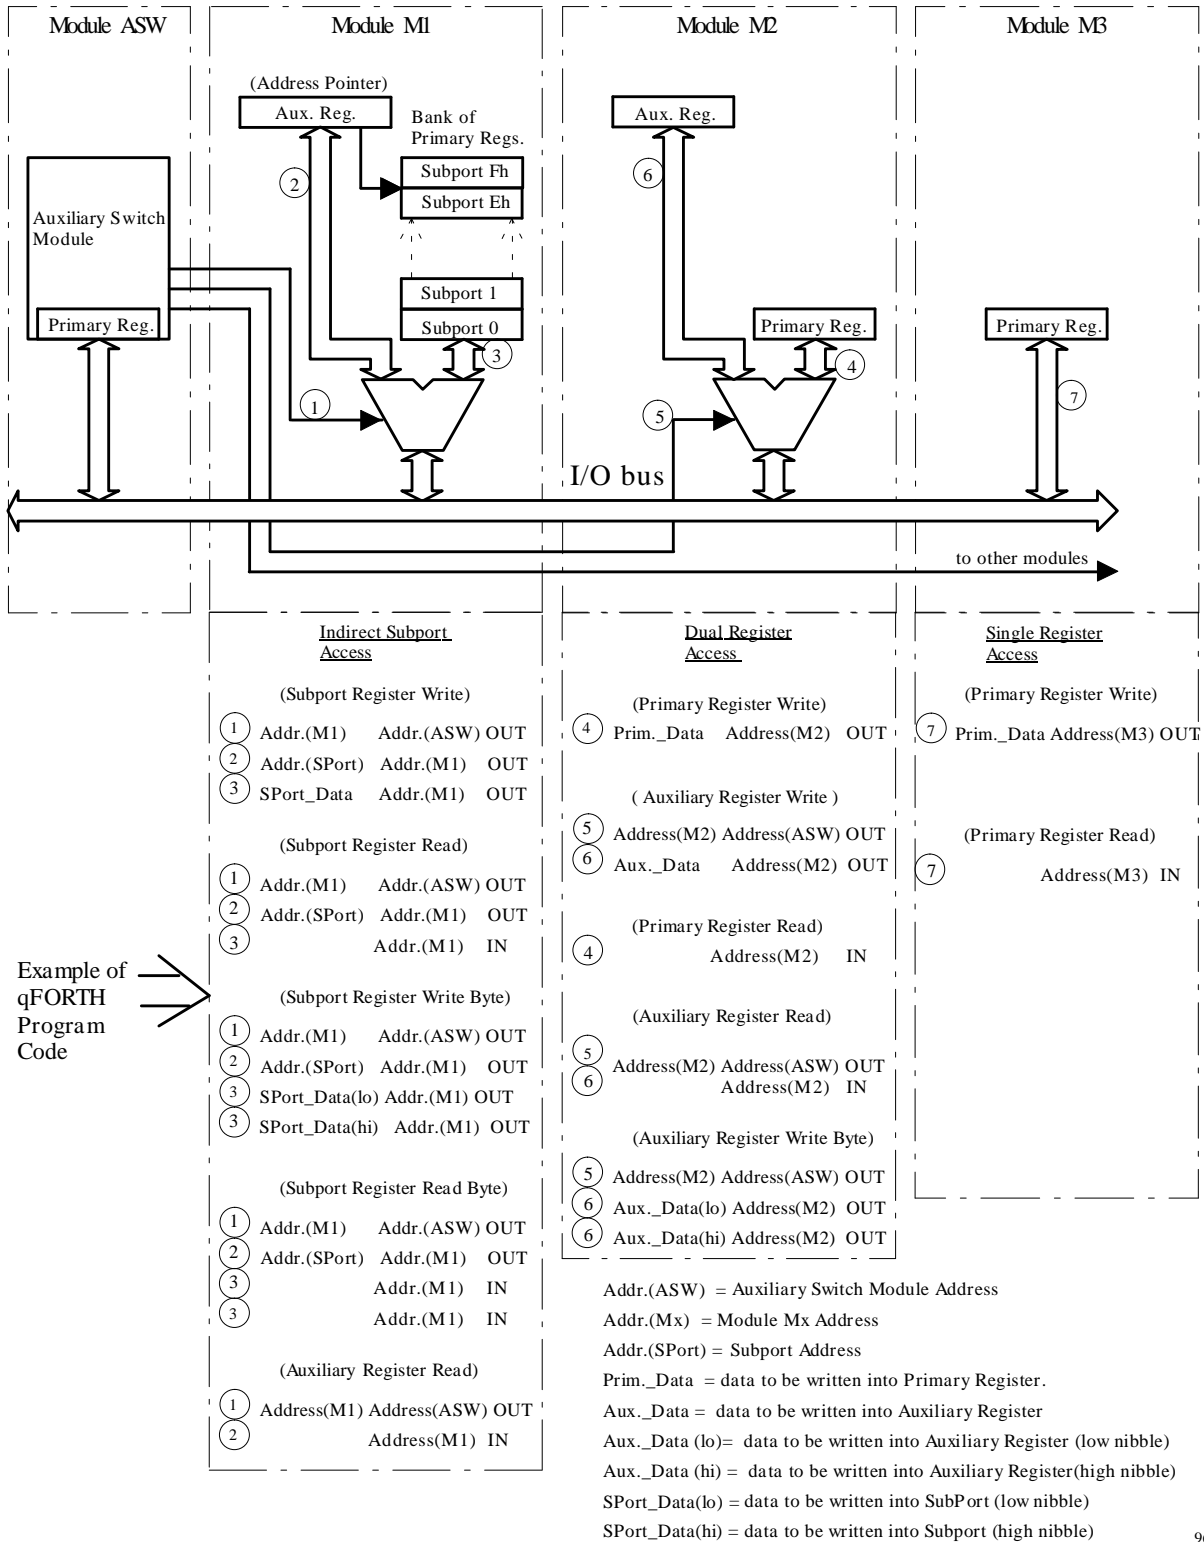 Module ASW
Module M1
Module M2
Module M3
(Address Pointer)
Aux. Reg.
Bank of
Primary Regs.
Subport Fh
Subport Eh
Subport 1
Subport 0
Auxiliary Switch
Module
Primary Reg.
Aux. Reg.
Primary Reg.
Primary Reg.
2
6
3
4
1
5
7
I/O bus
to other modules
Indirect Subport
Access
(Subport Register Write)
1 Addr.(M1) Addr.(ASW) OUT
2 Addr.(SPort) Addr.(M1) OUT
3 SPort_Data Addr.(M1) OUT
(Subport Register Read)
1 Addr.(M1) Addr.(ASW) OUT
2 Addr.(SPort) Addr.(M1) OUT
3 Addr.(M1) IN
Example of
qFORTH
Program
Code
(Subport Register Write Byte)
1 Addr.(M1) Addr.(ASW) OUT
2 Addr.(SPort) Addr.(M1) OUT
3 SPort_Data(lo) Addr.(M1) OUT
3 SPort_Data(hi) Addr.(M1) OUT
(Subport Register Read Byte)
1 Addr.(M1) Addr.(ASW) OUT
2 Addr.(SPort) Addr.(M1) OUT
3 Addr.(M1) IN
3 Addr.(M1) IN
(Auxiliary Register Read)
1 Address(M1) Address(ASW) OUT
2 Address(M1) IN
Dual Register
Access
(Primary Register Write)
4 Prim._Data Address(M2) OUT
( Auxiliary Register Write )
5 Address(M2) Address(ASW) OUT
6 Aux._Data Address(M2) OUT
(Primary Register Read)
4 Address(M2) IN
(Auxiliary Register Read)
5 Address(M2) Address(ASW) OUT
6 Address(M2) IN
(Auxiliary Register Write Byte)
5 Address(M2) Address(ASW) OUT
6 Aux._Data(lo) Address(M2) OUT
6 Aux._Data(hi) Address(M2) OUT
Single Register
Access
(Primary Register Write)
7 Prim._Data Address(M3) OUT
(Primary Register Read)
7 Address(M3) IN
Addr.(ASW) = Auxiliary Switch Module Address
Addr.(Mx) = Module Mx Address
Addr.(SPort) = Subport Address
Prim._Data = data to be written into Primary Register.
Aux._Data = data to be written into Auxiliary Register
Aux._Data (lo)= data to be written into Auxiliary Register (low nibble)
Aux._Data (hi) = data to be written into Auxiliary Register(high nibble)
SPort_Data(lo) = data to be written into SubPort (low nibble)
SPort_Data(hi) = data to be written into Subport (high nibble)